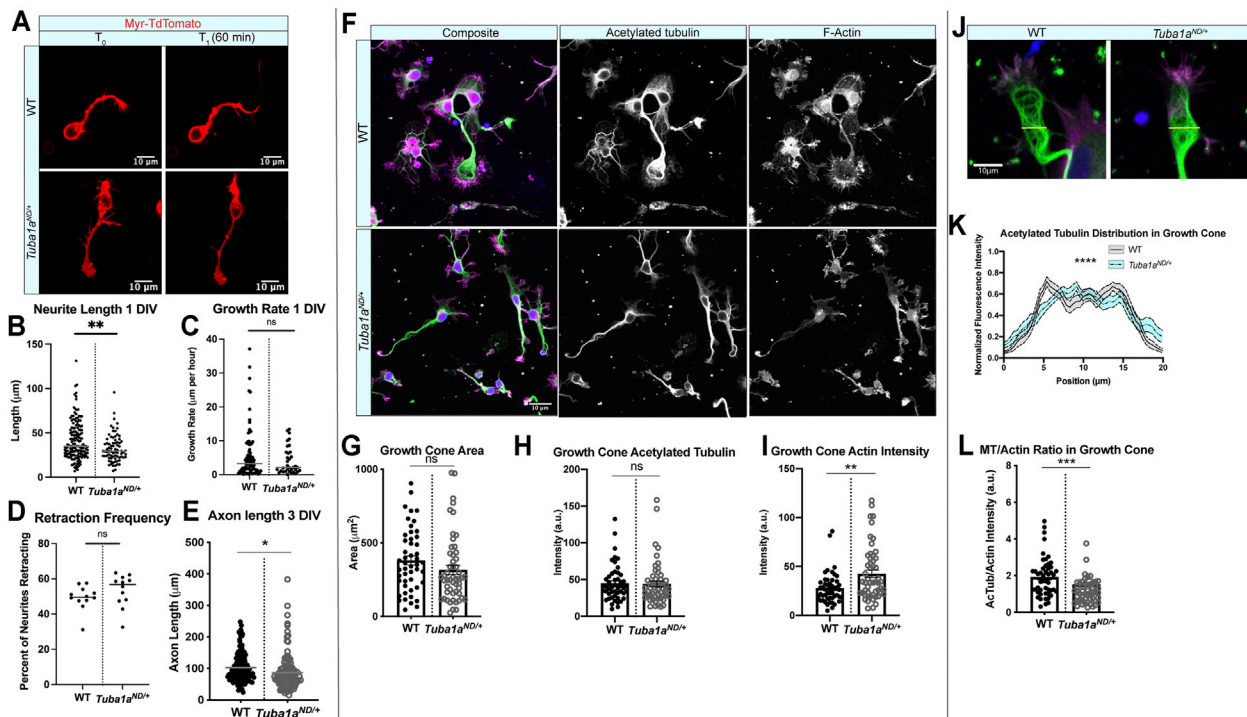 A
Myr-TdTomato
T0 T1 (60 min)
WT
10 μm 10 μm
Tuba1aND/+
10 μm 10 μm
B
Neurite Length 1 DIV
**
Length (μm)
150
100
50
0
WT Tuba1aND/+
C
Growth Rate 1 DIV
ns
Growth Rate (μm per hour)
40
30
20
10
0
WT Tuba1aND/+
D
Retraction Frequency
ns
Percent of Neurites Retracting
80
60
40
20
0
WT Tuba1aND/+
E
Axon length 3 DIV
*
Axon Length (μm)
500
400
300
200
100
0
WT Tuba1aND/+
F
Composite Acetylated tubulin F-Actin
WT
Tuba1aND/+
10 μm
G
Growth Cone Area
ns
Area (μm2)
1000
500
0
WT Tuba1aND/+
H
Growth Cone Acetylated Tubulin
ns
Intensity (a.u.)
200
150
100
50
0
WT Tuba1aND/+
I
Growth Cone Actin Intensity
**
Intensity (a.u.)
150
100
50
0
WT Tuba1aND/+
J
WT Tuba1aND/+
10μm
K
Acetylated Tubulin Distribution in Growth Cone
WT
Tuba1aND/+
****
Normalized Fluorescence Intensity
1.0
0.8
0.6
0.4
0.2
0.0
0 5 10 15 20
Position (μm)
L
MT/Actin Ratio in Growth Cone
***
AcTub/Actin Intensity (a.u.)
8
6
4
2
0
WT Tuba1aND/+